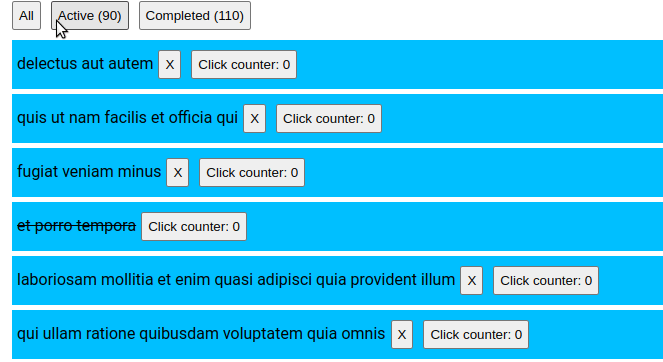 All Active (90) Completed (110)
delectus aut autem X Click counter: 0
quis ut nam facilis et officia qui X Click counter: 0
fugiat veniam minus X Click counter: 0
et porro tempora Click counter: 0
laboriosam mollitia et enim quasi adipisci quia provident illum X Click counter: 0
qui ullam ratione quibusdam voluptatem quia omnis X Click counter: 0